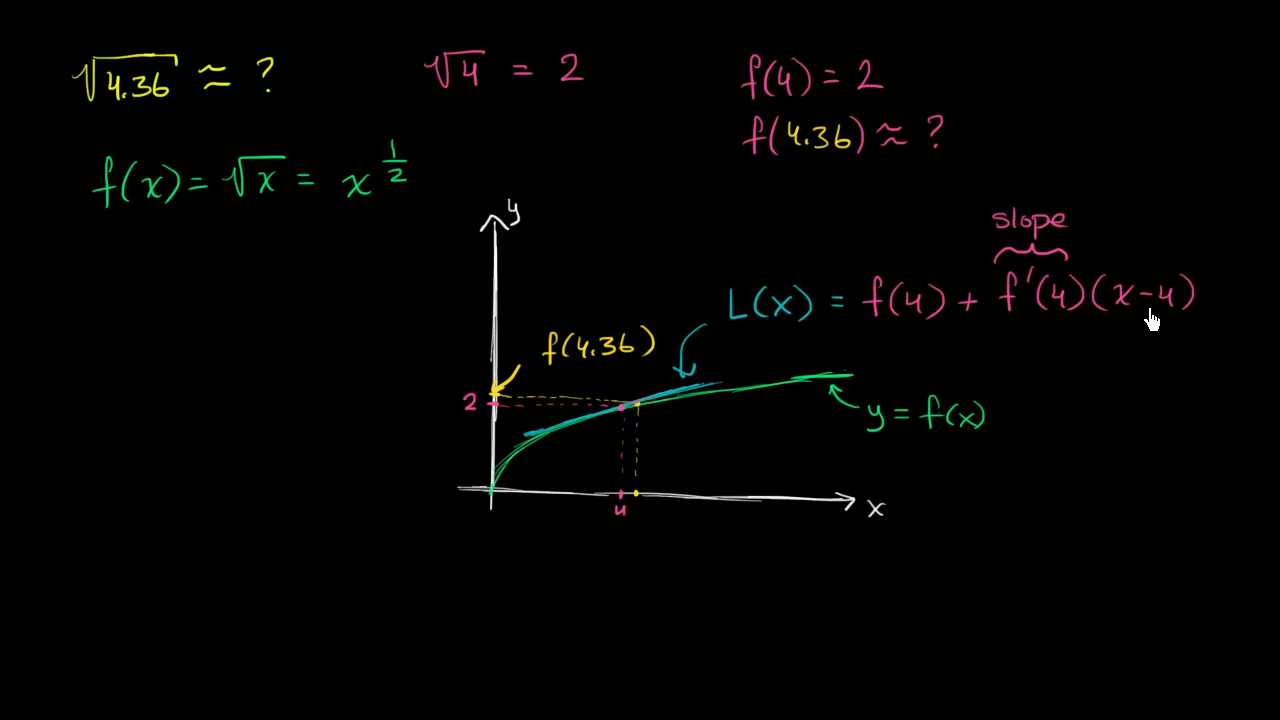 √4.36 ≈ ?
√4 = 2
f(4) = 2
f(4.36) ≈ ?
f(x) = √x = x^(1/2)
y
slope
L(x) = f(4) + f'(4)(x-4)
f(4.36)
2
y = f(x)
4
x